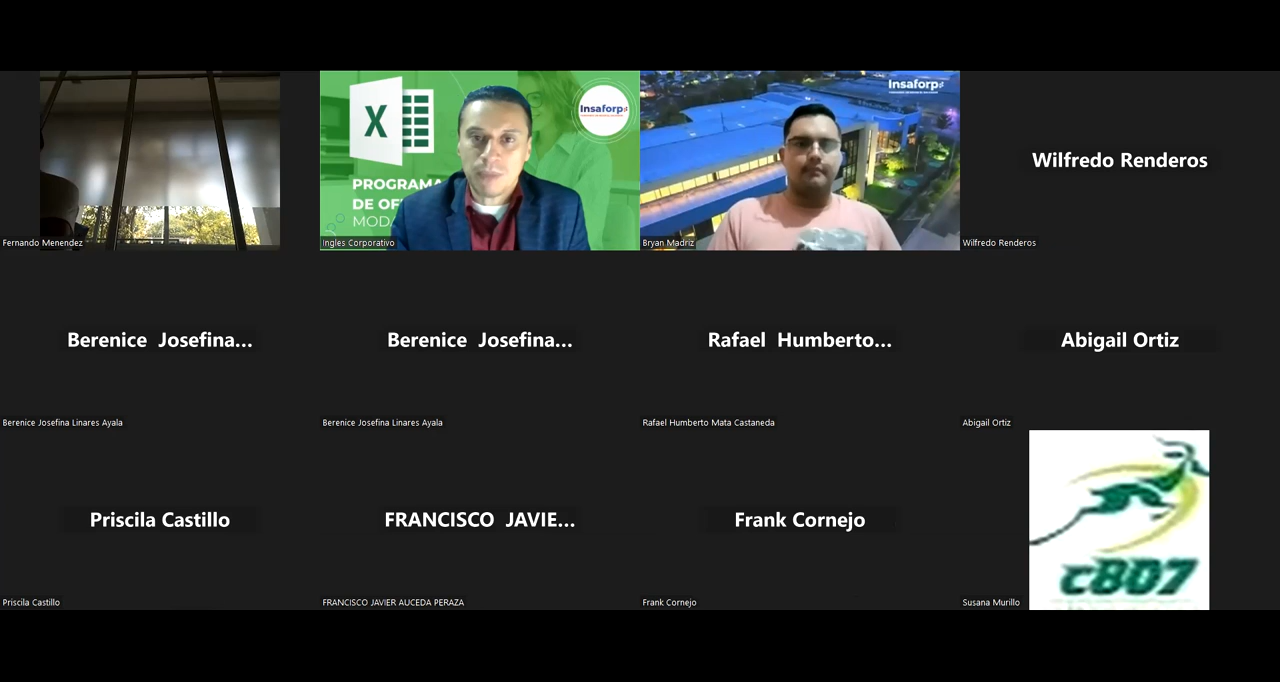 X
Insaforp
PROGRAMA
DE OFI
MODA
Insaforp
Wilfredo Renderos
Fernando Menendez
Ingles Corporativo
Bryan Madriz
Wilfredo Renderos
Berenice Josefina...
Berenice Josefina...
Rafael Humberto...
Abigail Ortiz
Berenice Josefina Linares Ayala
Berenice Josefina Linares Ayala
Rafael Humberto Mata Castaneda
Abigail Ortiz
Priscila Castillo
FRANCISCO JAVIE...
Frank Cornejo
cBO7
Priscila Castillo
FRANCISCO JAVIER AUCEDA PERAZA
Frank Cornejo
Susana Murillo